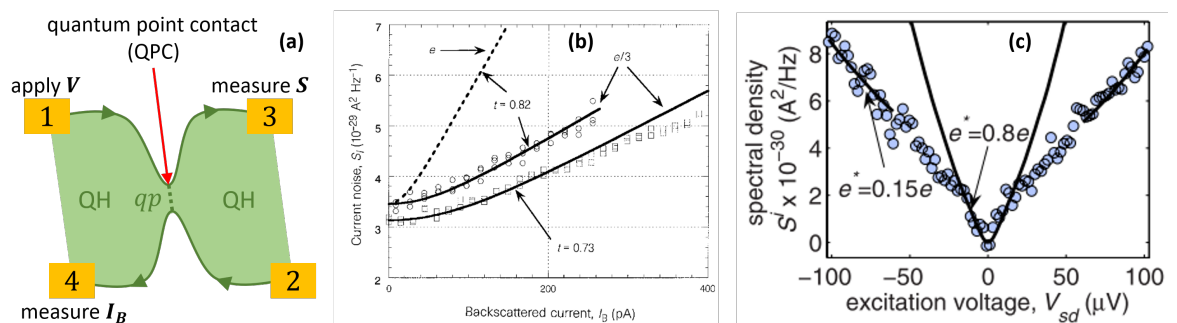 quantum point contact
(QPC)
(a)
apply V
measure S
1
3
QH
qp
QH
4
2
measure I_B
(b)
7
6
5
4
3
2
0
200
400
Current noise, S_i (10⁻²⁹ A² Hz⁻¹)
Backscattered current, I_B (pA)
e
t = 0.82
e/3
t = 0.73
(c)
8
6
4
2
0
-100
-50
0
50
100
spectral density
S^i x 10⁻³⁰ (A²/Hz)
excitation voltage, V_sd (μV)
e*=0.8e
e*=0.15e